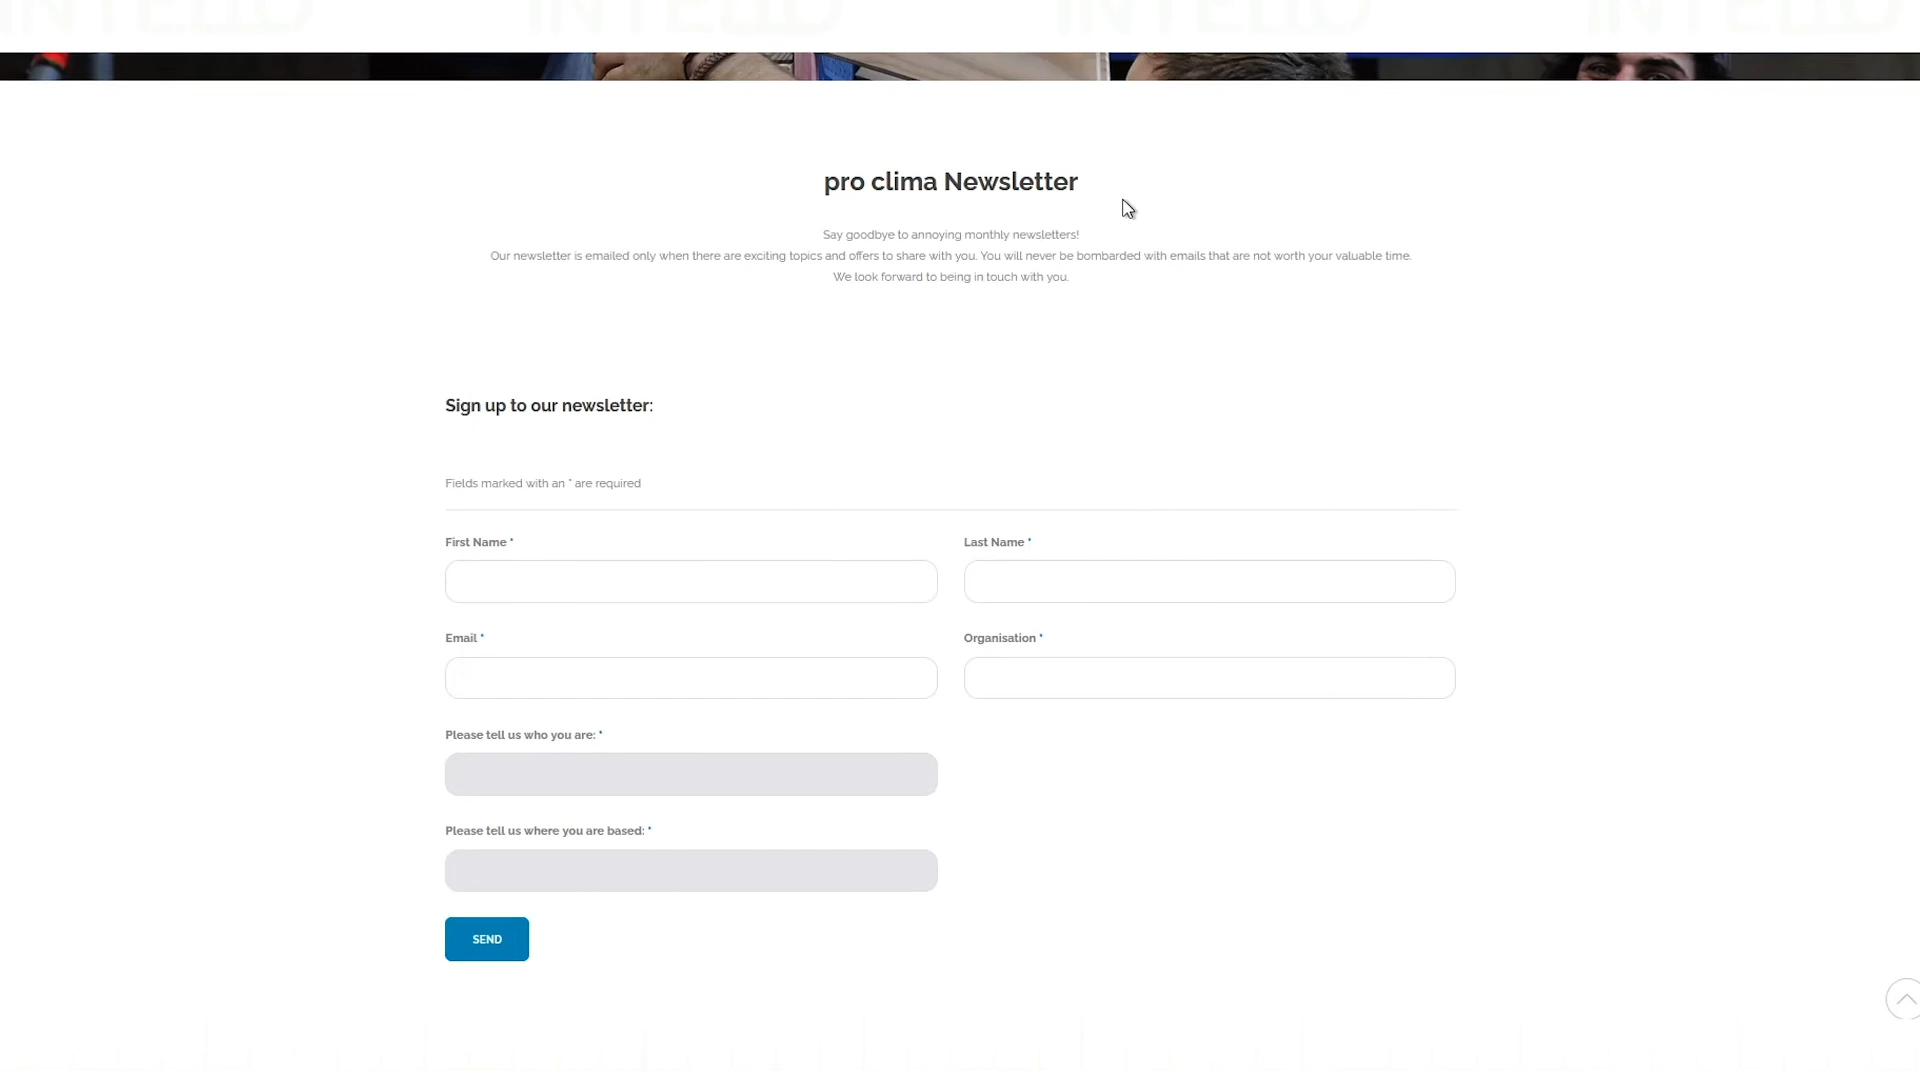 INTELLO INTELLO INTELLO INTELLO
pro clima Newsletter
Say goodbye to annoying monthly newsletters!
Our newsletter is emailed only when there are exciting topics and offers to share with you. You will never be bombarded with emails that are not worth your valuable time.
We look forward to being in touch with you.
Sign up to our newsletter:
Fields marked with an * are required
First Name *
Last Name *
Email *
Organisation *
Please tell us who you are: *
Please tell us where you are based: *
SEND